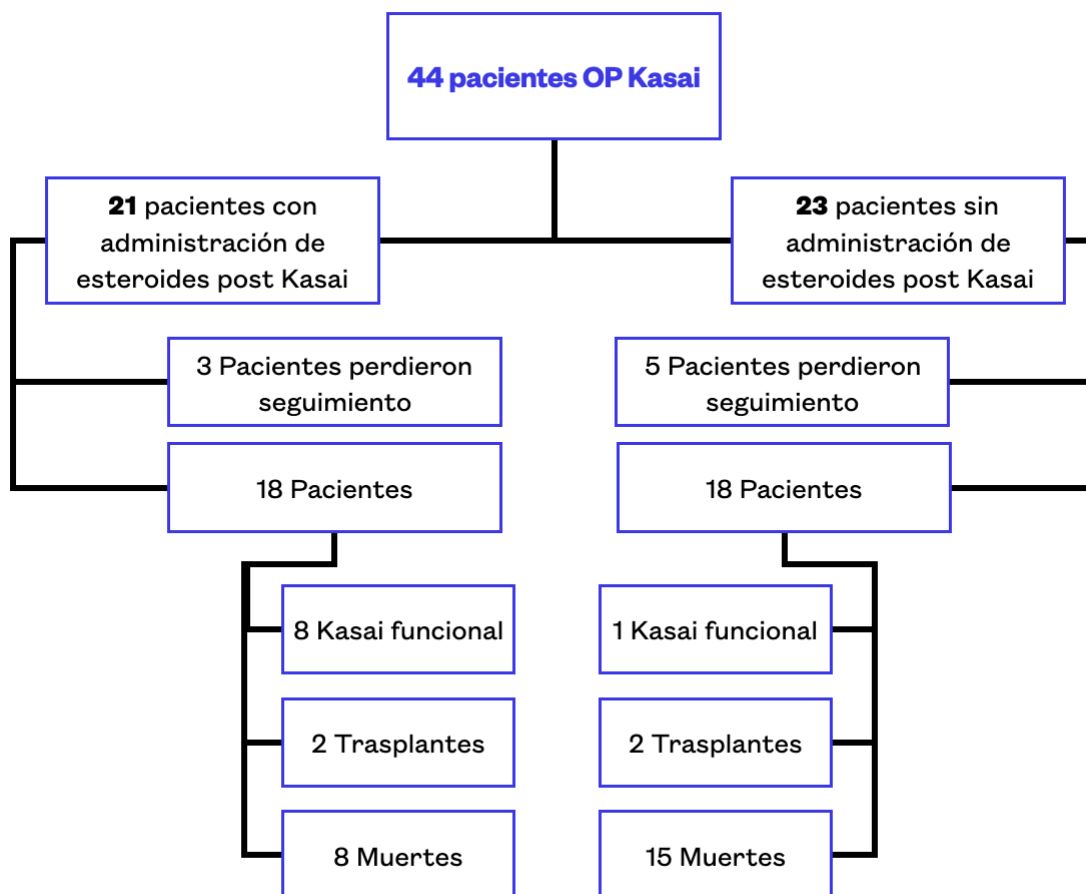 44 pacientes OP Kasai
21 pacientes con
administración de
esteroides post Kasai
23 pacientes sin
administración de
esteroides post Kasai
3 Pacientes perdieron
seguimiento
5 Pacientes perdieron
seguimiento
18 Pacientes
18 Pacientes
8 Kasai funcional
1 Kasai funcional
2 Trasplantes
2 Trasplantes
8 Muertes
15 Muertes